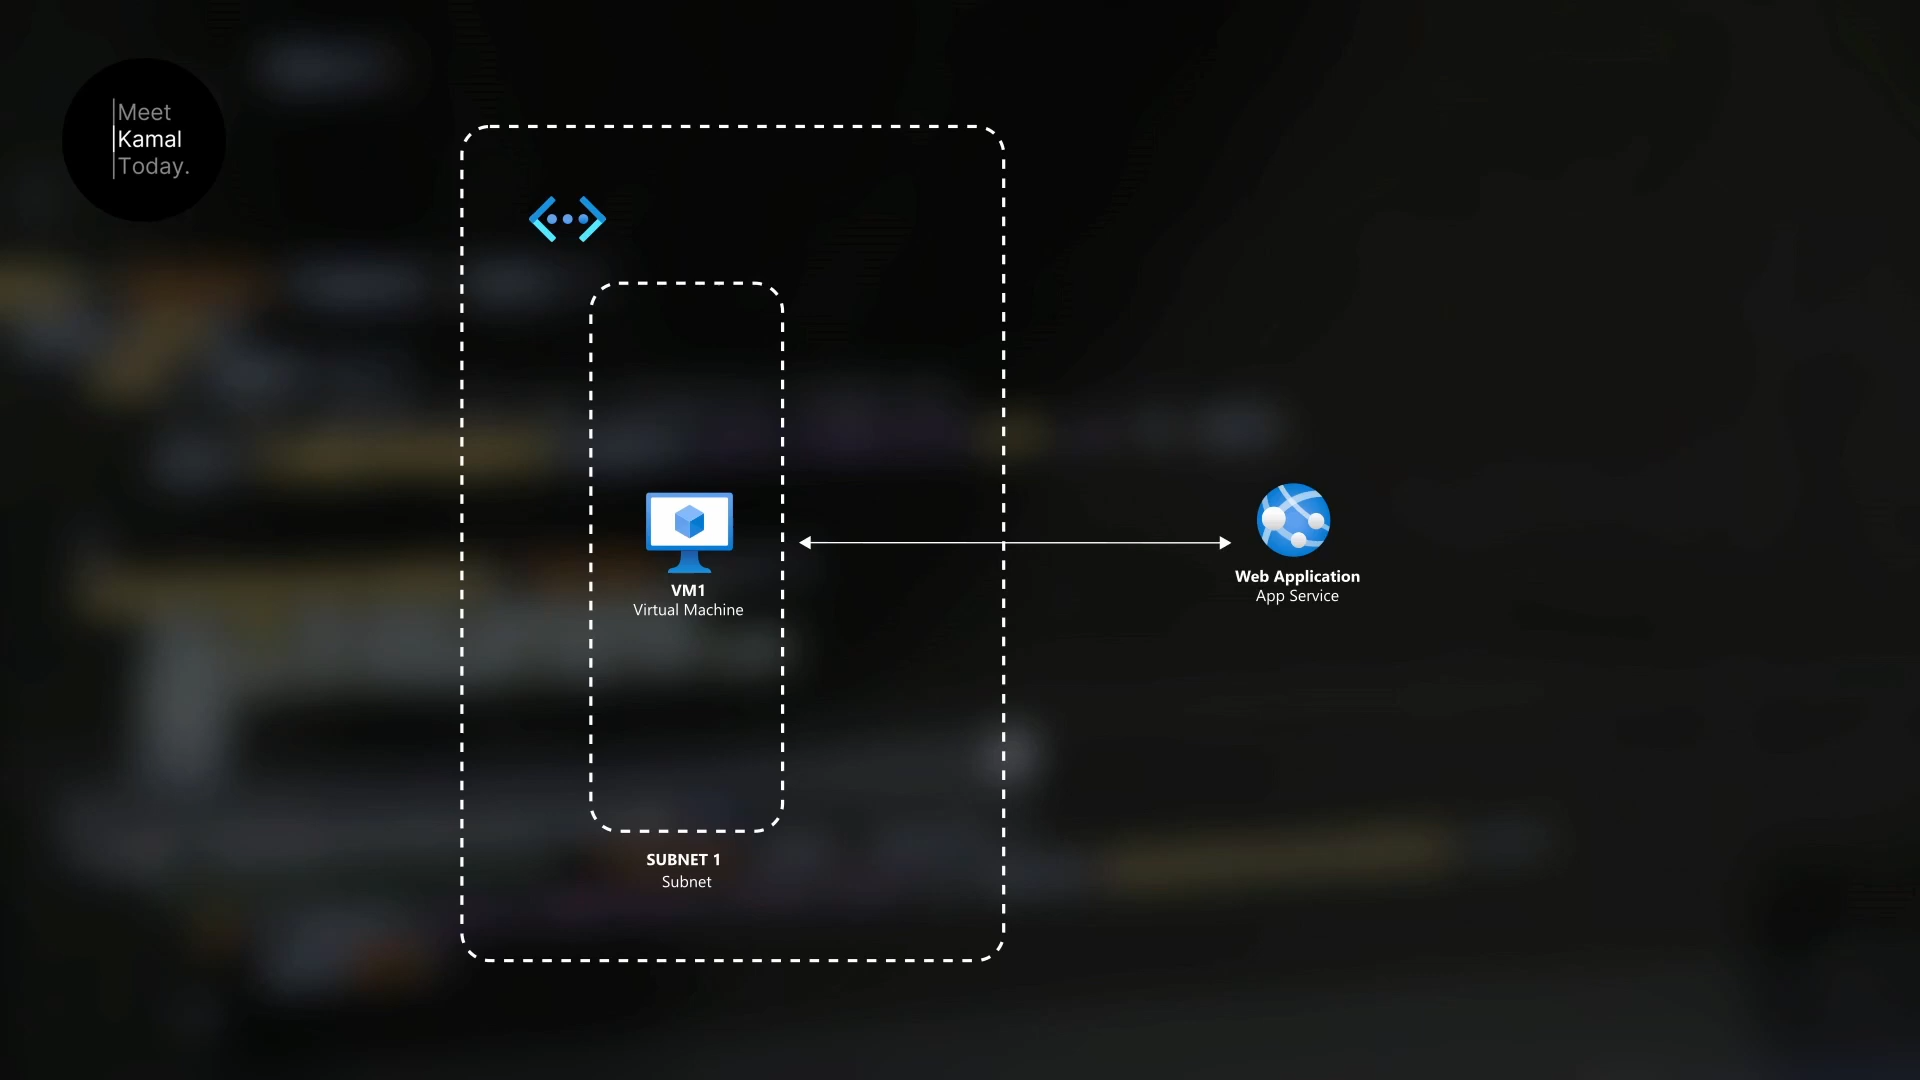 Meet
Kamal
Today.
VM1
Virtual Machine
Web Application
App Service
SUBNET 1
Subnet